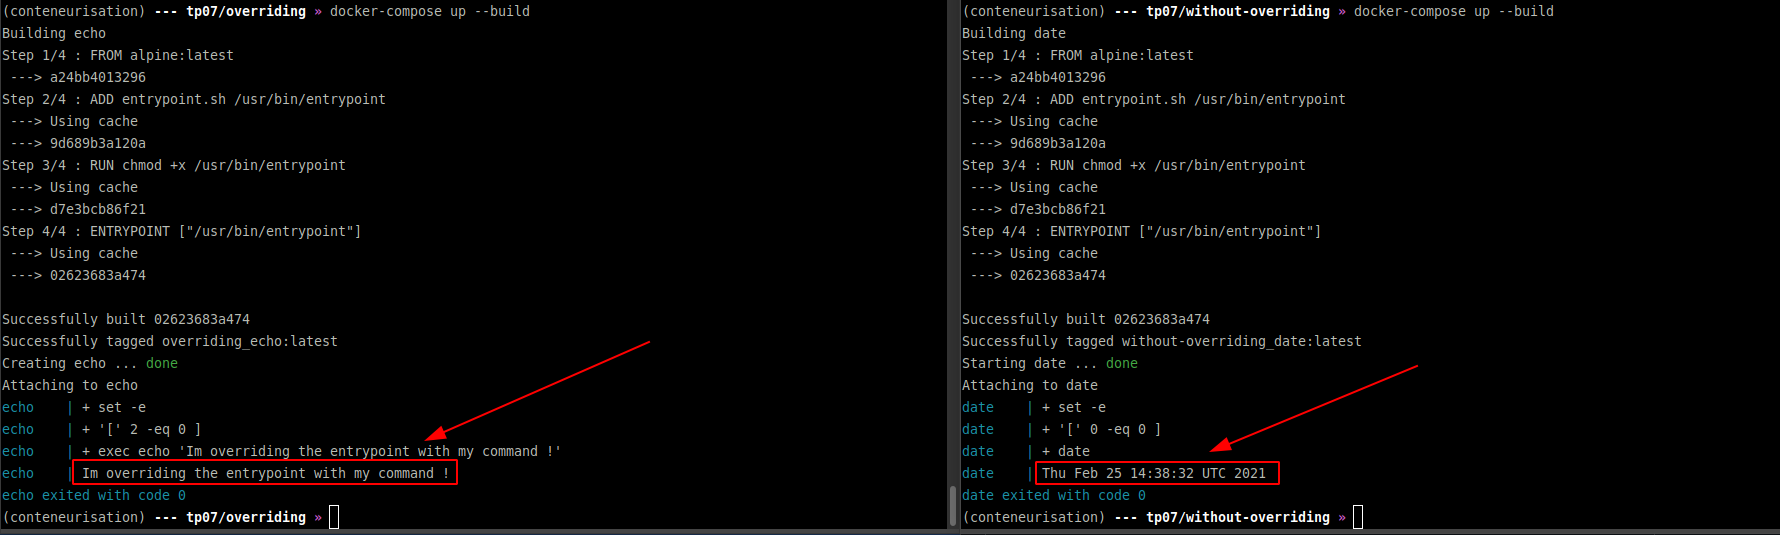 (conteneurisation) --- tp07/overriding » docker-compose up --build
Building echo
Step 1/4 : FROM alpine:latest
 ---> a24bb4013296
Step 2/4 : ADD entrypoint.sh /usr/bin/entrypoint
 ---> Using cache
 ---> 9d689b3a120a
Step 3/4 : RUN chmod +x /usr/bin/entrypoint
 ---> Using cache
 ---> d7e3bcb86f21
Step 4/4 : ENTRYPOINT ["/usr/bin/entrypoint"]
 ---> Using cache
 ---> 02623683a474
Successfully built 02623683a474
Successfully tagged overriding_echo:latest
Creating echo ... done
Attaching to echo
echo    | + set -e
echo    | + '[' 2 -eq 0 ]
echo    | + exec echo 'Im overriding the entrypoint with my command !'
echo    | Im overriding the entrypoint with my command !
echo exited with code 0
(conteneurisation) --- tp07/overriding »
(conteneurisation) --- tp07/without-overriding » docker-compose up --build
Building date
Step 1/4 : FROM alpine:latest
 ---> a24bb4013296
Step 2/4 : ADD entrypoint.sh /usr/bin/entrypoint
 ---> Using cache
 ---> 9d689b3a120a
Step 3/4 : RUN chmod +x /usr/bin/entrypoint
 ---> Using cache
 ---> d7e3bcb86f21
Step 4/4 : ENTRYPOINT ["/usr/bin/entrypoint"]
 ---> Using cache
 ---> 02623683a474
Successfully built 02623683a474
Successfully tagged without-overriding_date:latest
Starting date ... done
Attaching to date
date    | + set -e
date    | + '[' 0 -eq 0 ]
date    | + date
date    | Thu Feb 25 14:38:32 UTC 2021
date exited with code 0
(conteneurisation) --- tp07/without-overriding »